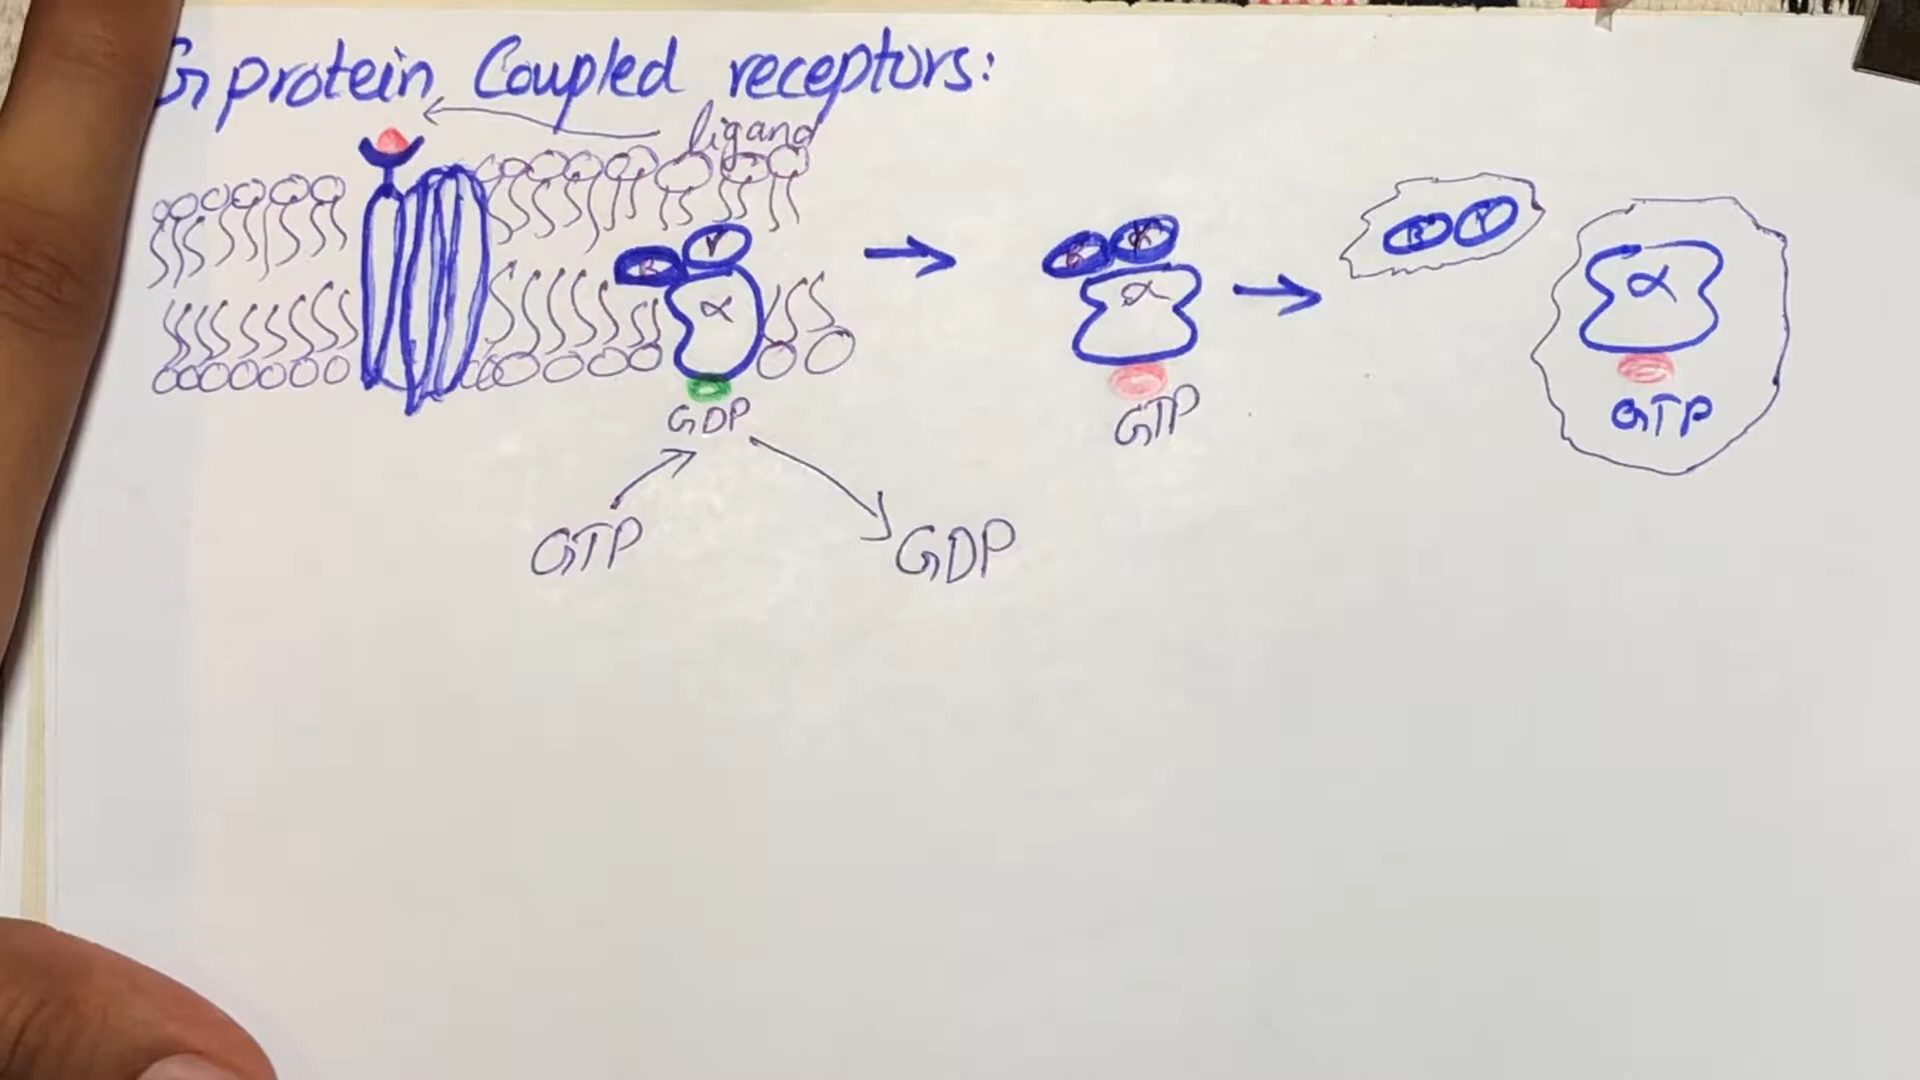 G protein Coupled receptors:
ligand
B γ α
GDP
GTP
GDP
B γ α
GTP
B γ
α
GTP